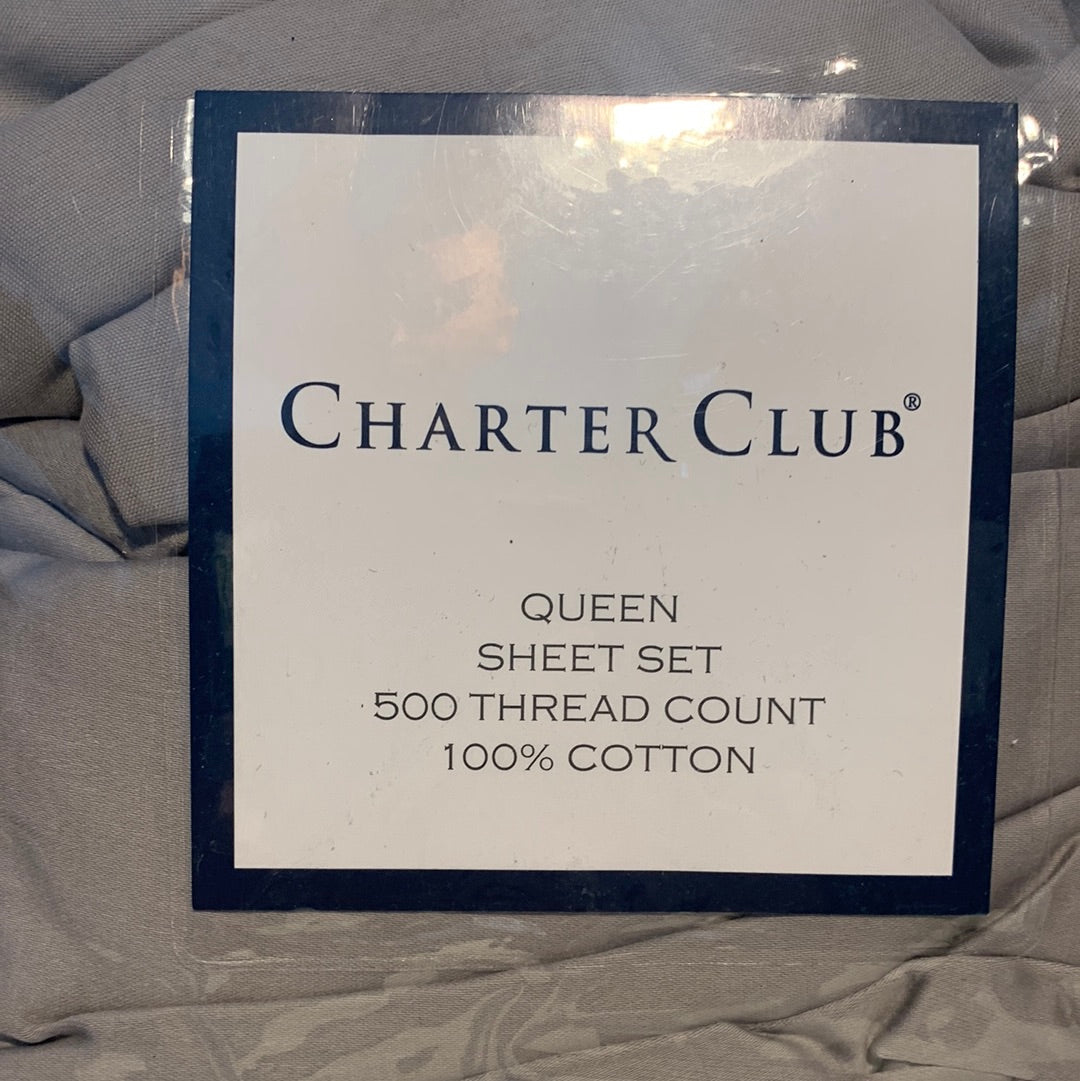 CHARTER CLUB®
QUEEN
SHEET SET
500 THREAD COUNT
100% COTTON